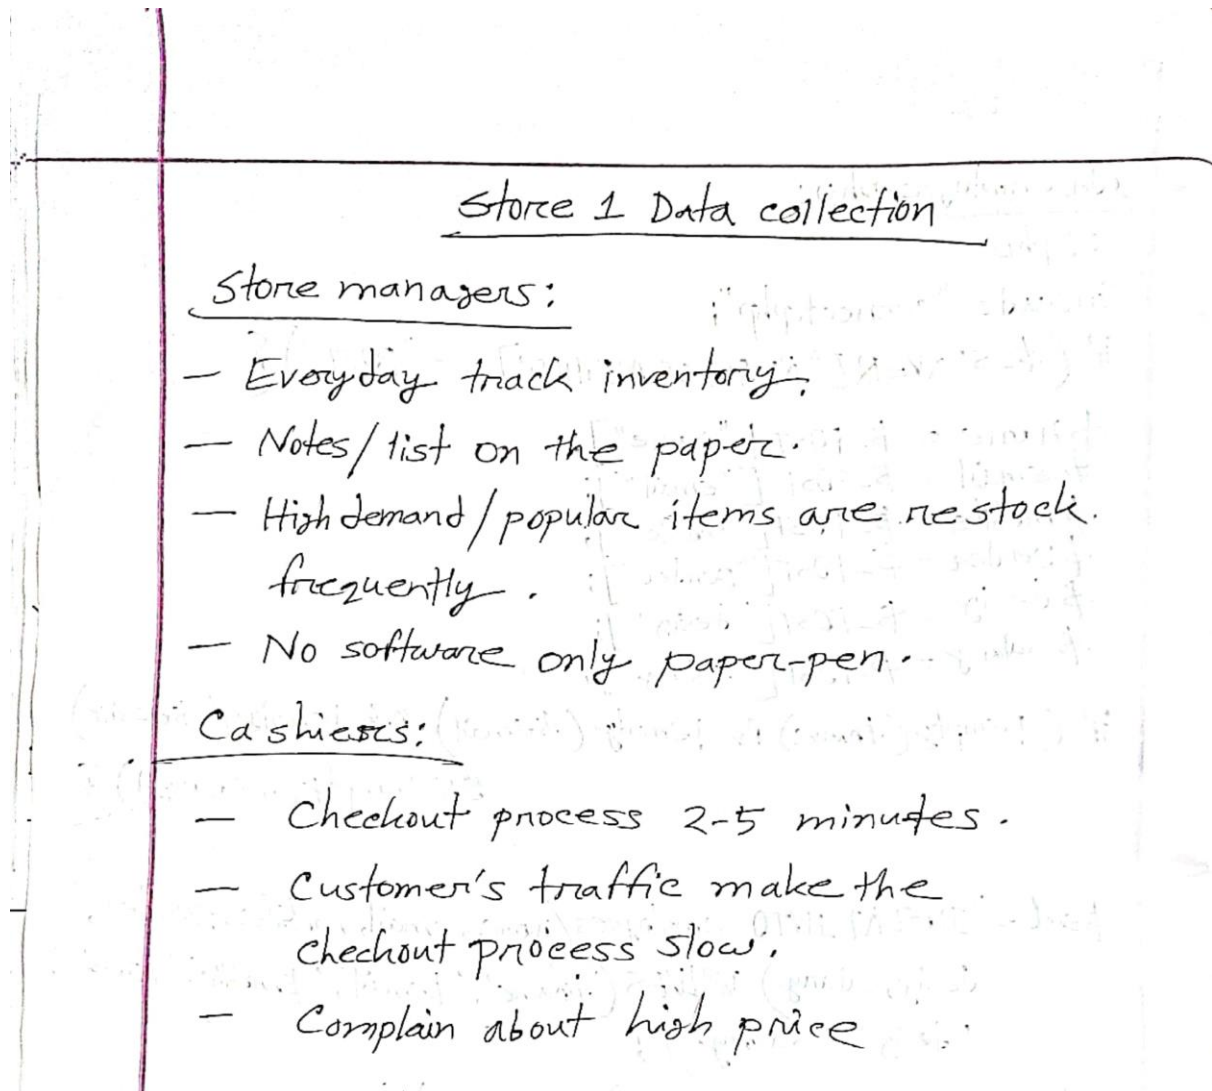 Store 1 Data collection
Store managers:
— Everyday track inventory.
— Notes/list on the paper.
— High demand/popular items are restock
frequently.
— No software only paper-pen.
Cashiers:
— Checkout process 2-5 minutes.
— Customer's traffic make the
checkout process slow.
— Complain about high price